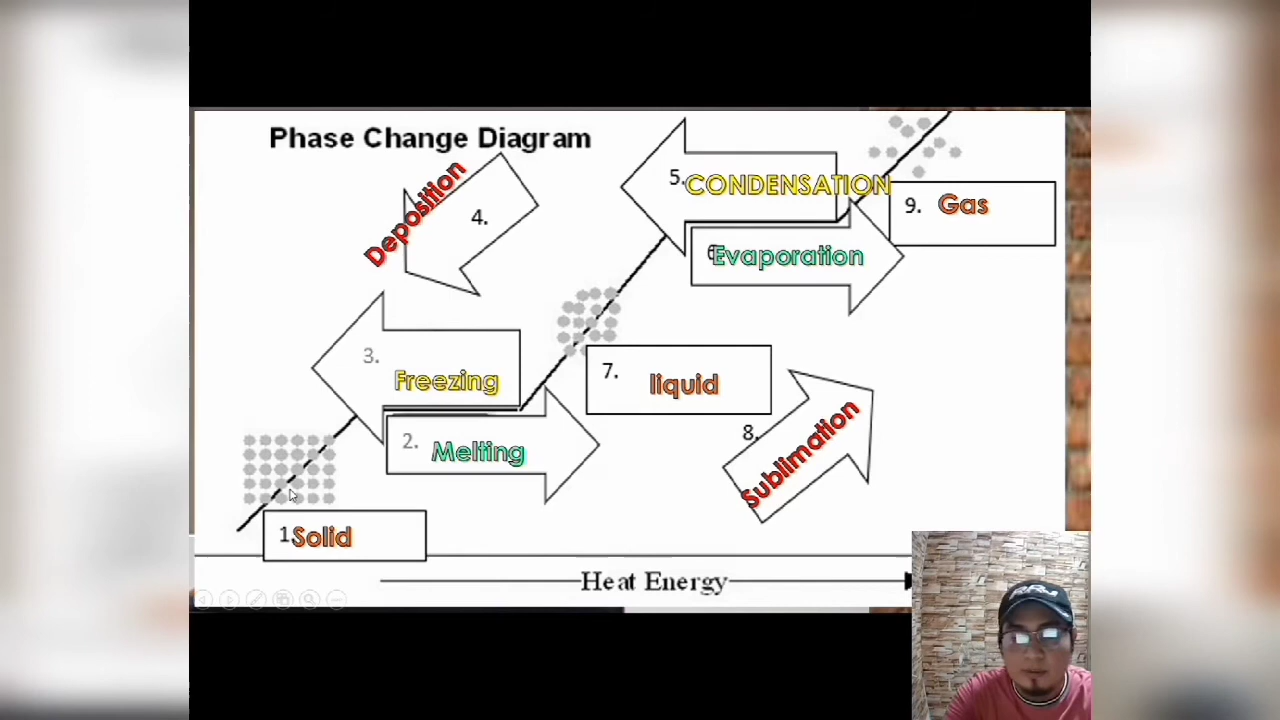 Phase Change Diagram
Deposition
4.
5.
CONDENSATION
9. Gas
6
Evaporation
3.
Freezing
7. liquid
2. Melting
8.
Sublimation
1.Solid
Heat Energy